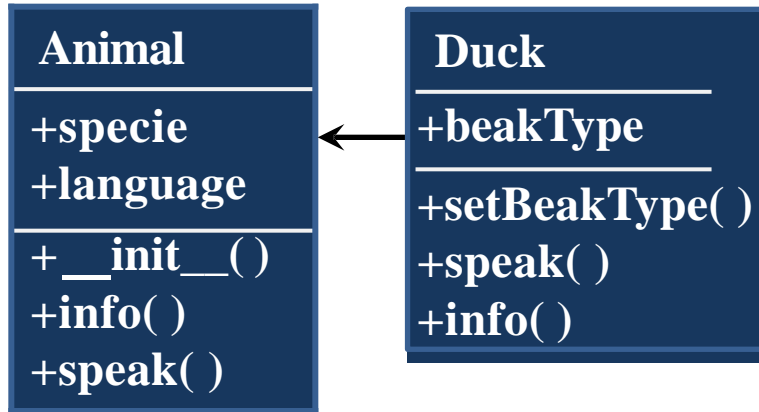 Animal
+specie
+language
+__init__( )
+info( )
+speak( )
Duck
+beakType
+setBeakType( )
+speak( )
+info( )